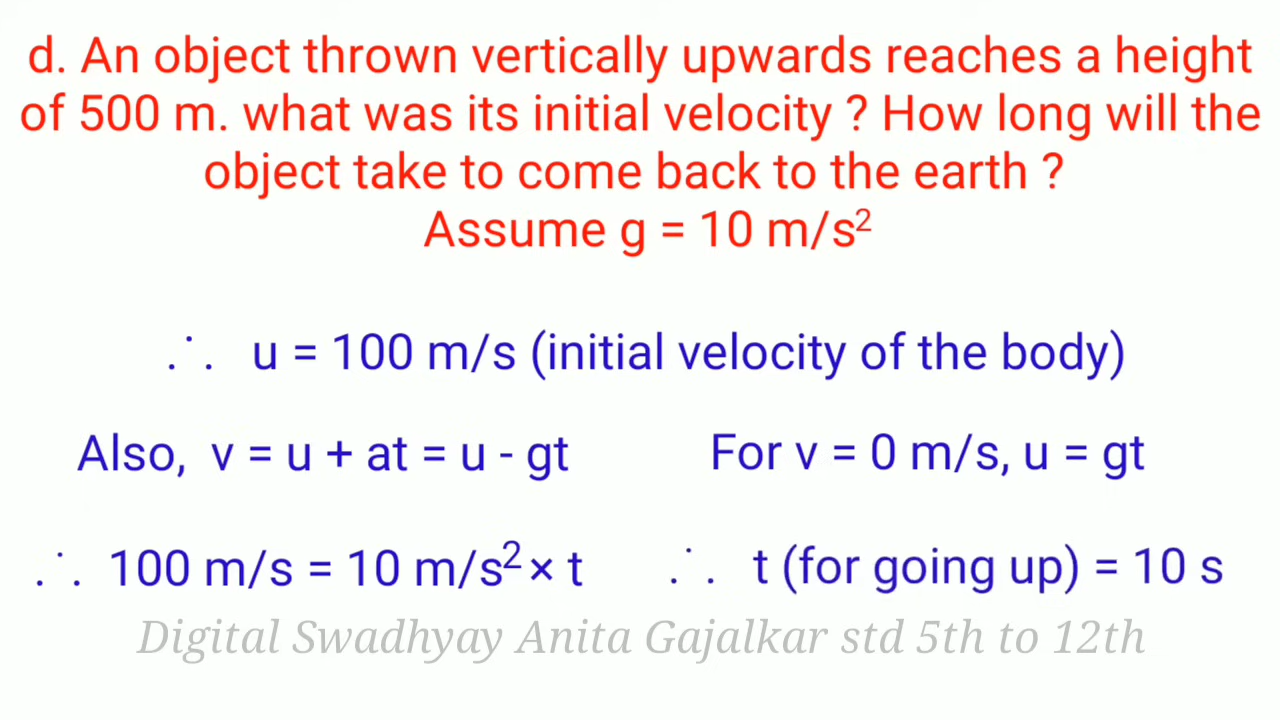 d. An object thrown vertically upwards reaches a height
of 500 m. what was its initial velocity ? How long will the
object take to come back to the earth ?
Assume g = 10 m/s²
∴ u = 100 m/s (initial velocity of the body)
Also, v = u + at = u - gt For v = 0 m/s, u = gt
∴ 100 m/s = 10 m/s² × t ∴ t (for going up) = 10 s
Digital Swadhyay Anita Gajalkar std 5th to 12th